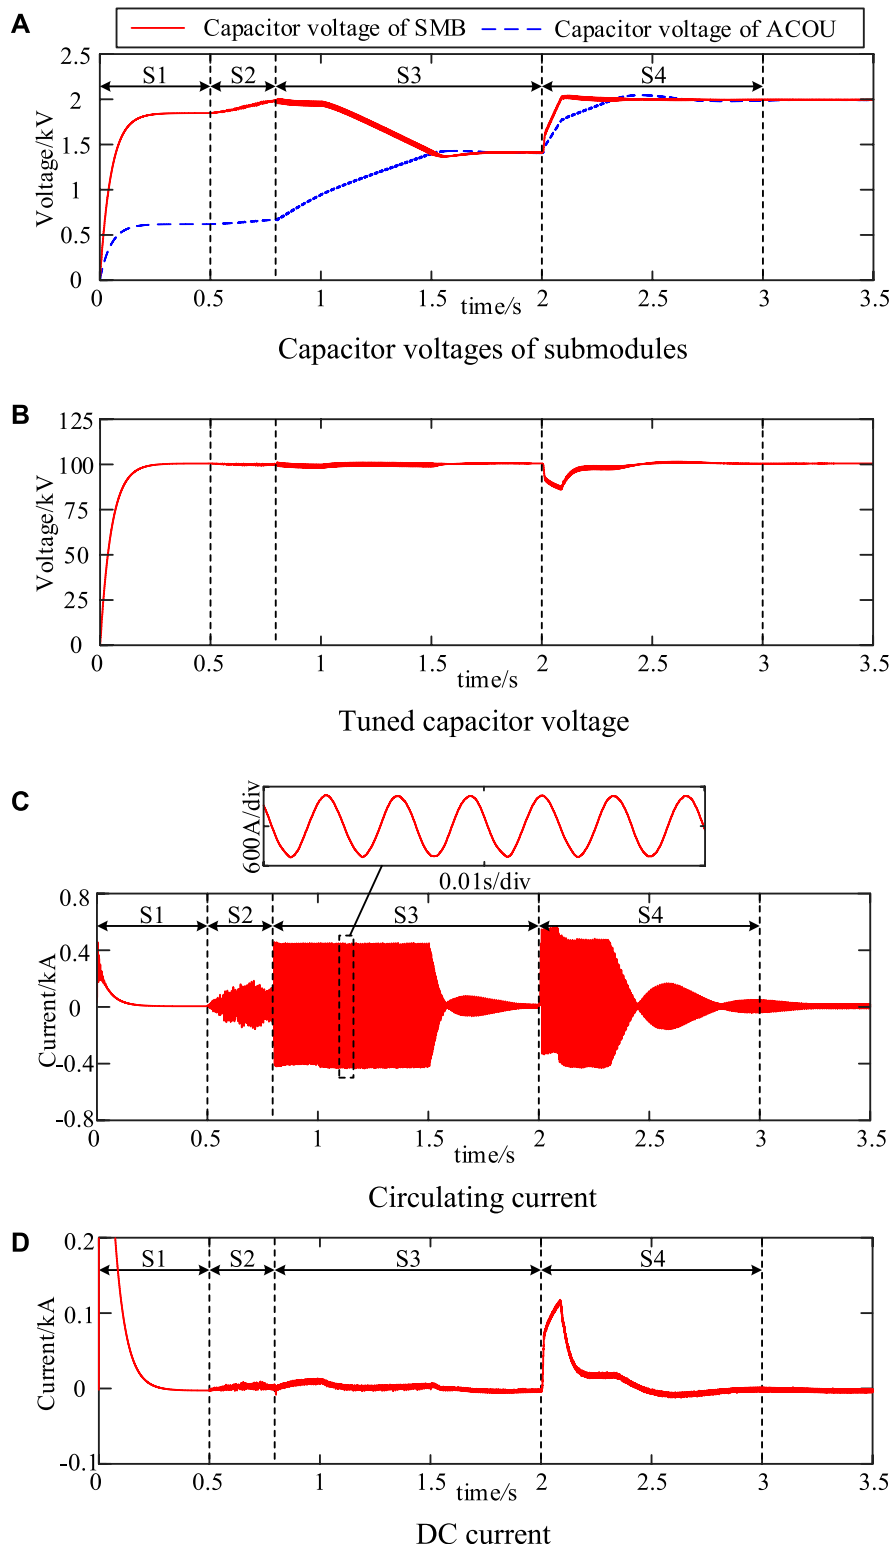 A
Capacitor voltage of SMB
Capacitor voltage of ACOU
2.5
2
1.5
1
0.5
0
Voltage/kV
S1
S2
S3
S4
0
0.5
1
1.5
2
2.5
3
3.5
time/s
Capacitor voltages of submodules
B
125
100
75
50
25
0
Voltage/kV
0
0.5
1
1.5
2
2.5
3
3.5
time/s
Tuned capacitor voltage
C
600A/div
0.01s/div
0.8
0.4
0
-0.4
-0.8
Current/kA
S1
S2
S3
S4
0
0.5
1
1.5
2
2.5
3
3.5
time/s
Circulating current
D
0.2
0.1
0
-0.1
Current/kA
S1
S2
S3
S4
0
0.5
1
1.5
2
2.5
3
3.5
time/s
DC current